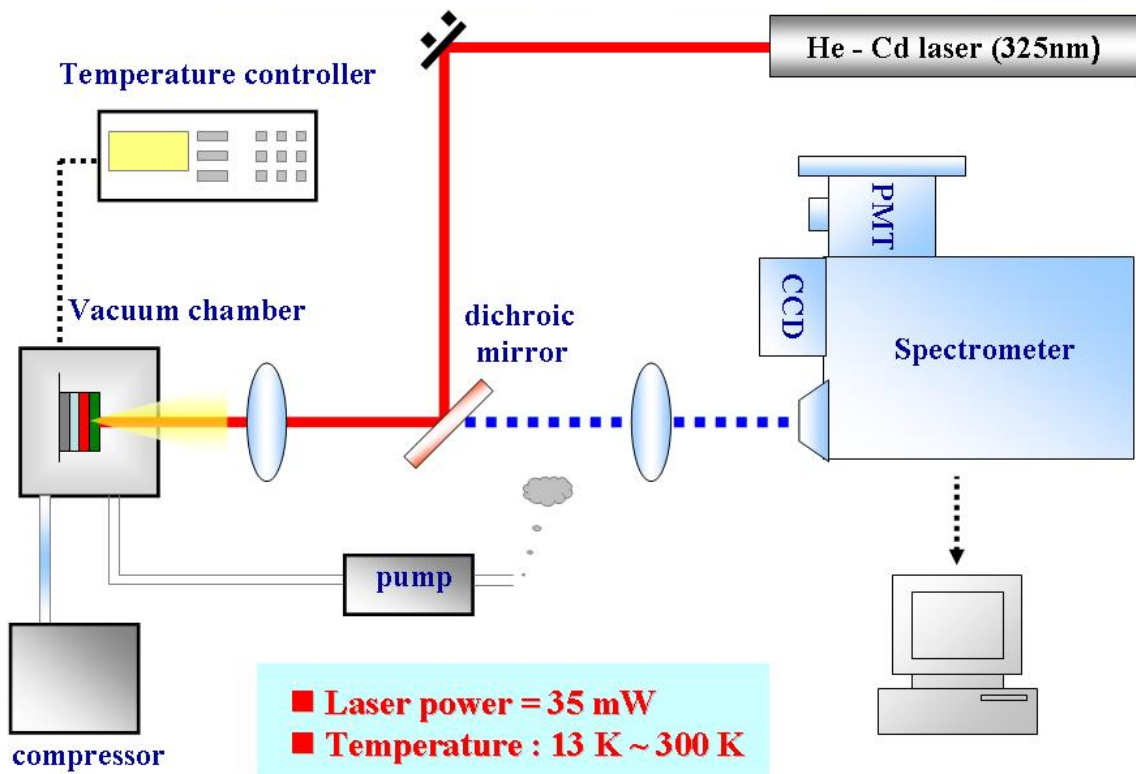 He - Cd laser (325nm)
Temperature controller
PMT
CCD
Vacuum chamber
dichroic
mirror
Spectrometer
pump
■ Laser power = 35 mW
■ Temperature : 13 K ~ 300 K
compressor